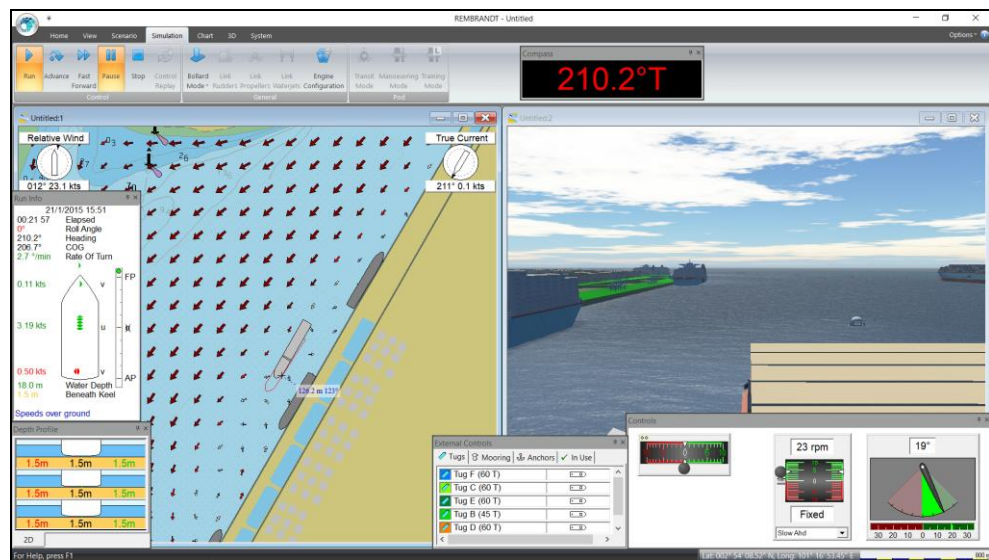 REMBRANDT - Untitled
Home View Scenario Simulation Chart 3D System
Options
Run Advance Fast Forward Pause Stop Control Replay
Bollard Mode Link Rudders Link Propellers Link Waterjets Engine Configuration
Transit Mode Manoeuvring Mode Training Mode
Control General Pod
Compass
210.2°T
Untitled:1
Untitled:2
Relative Wind
012° 23.1 kts
True Current
211° 0.1 kts
Run Info
21/1/2015 15:51
00:21 57 Elapsed
0° Roll Angle
210.2° Heading
206.7° COG
2.7 °/min Rate Of Turn
FP
0.11 kts v
3.19 kts u
0.50 kts v AP
18.0 m Water Depth
1.5 m Beneath Keel
Speeds over ground
Depth Profile
1.5m 1.5m 1.5m
1.5m 1.5m 1.5m
1.5m 1.5m 1.5m
2D
126.2 m 123°
External Controls
Tugs Mooring Anchors In Use
Tug F (60 T)
Tug C (60 T)
Tug E (60 T)
Tug B (45 T)
Tug D (60 T)
Controls
23 rpm
Fixed
Slow Ahd
19°
30 20 10 0 10 20 30
For Help, press F1